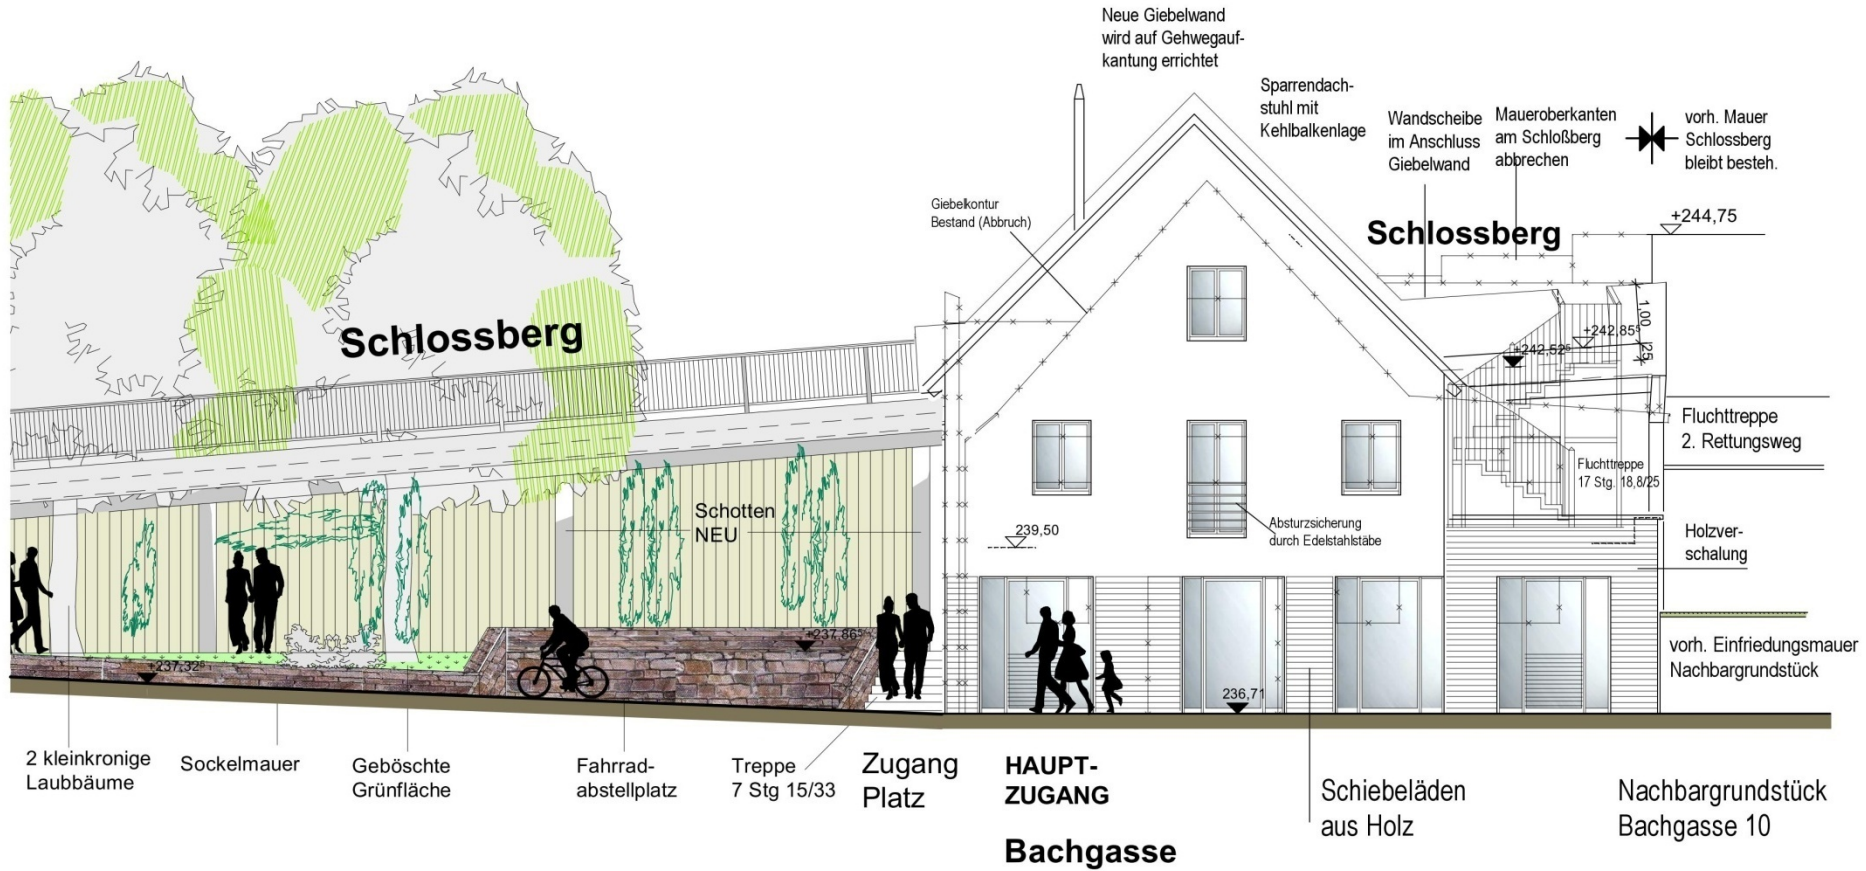 Neue Giebelwand
wird auf Gehwegauf-
kantung errichtet
Sparrendach-
stuhl mit
Kehlbalkenlage
Wandscheibe
im Anschluss
Giebelwand
Maueroberkanten
am Schloßberg
abbrechen
vorh. Mauer
Schlossberg
bleibt besteh.
Giebelkontur
Bestand (Abbruch)
Schlossberg
+244,75
Schlossberg
1,00
+242,85⁵
+242,52⁵
25
Fluchttreppe
2. Rettungsweg
Fluchttreppe
17 Stg. 18,8/25
Schotten
NEU
239,50
Absturzsicherung
durch Edelstahlstäbe
Holzver-
schalung
+237,86⁵
+237,32⁵
vorh. Einfriedungsmauer
Nachbargrundstück
236,71
2 kleinkronige
Laubbäume
Sockelmauer
Geböschte
Grünfläche
Fahrrad-
abstellplatz
Treppe
7 Stg 15/33
Zugang
Platz
HAUPT-
ZUGANG
Bachgasse
Schiebeläden
aus Holz
Nachbargrundstück
Bachgasse 10